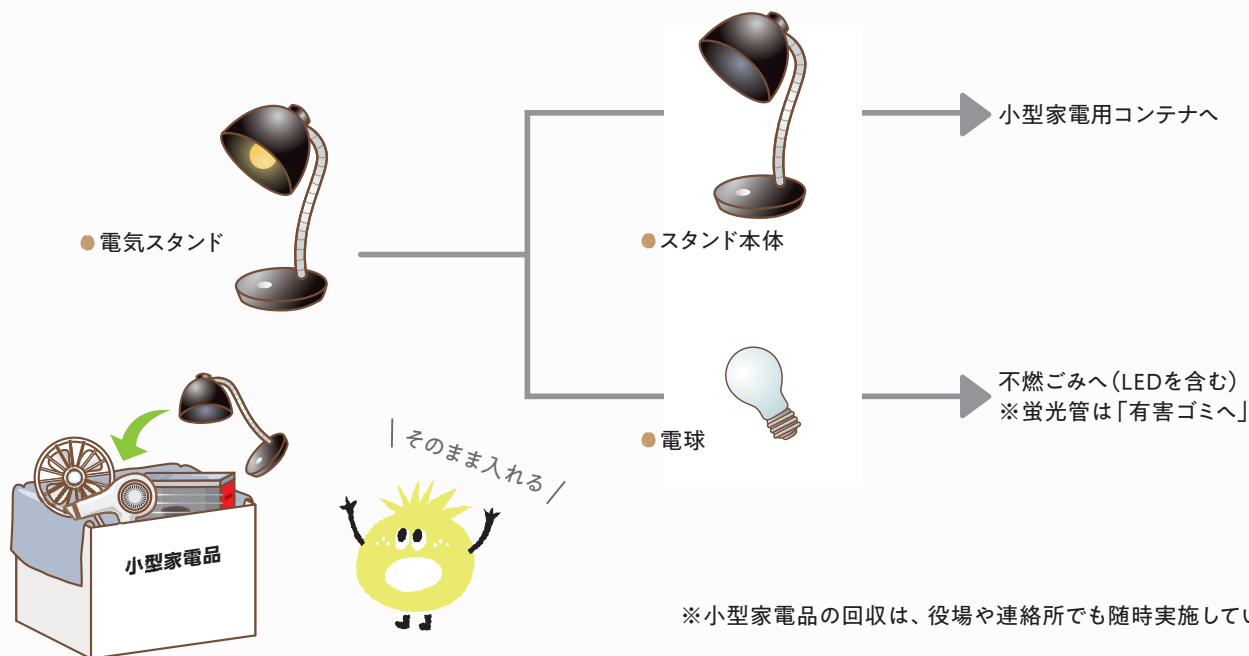 小型家電用コンテナへ
電気スタンド
スタンド本体
不燃ごみへ（LEDを含む）
※蛍光管は「有害ゴミへ」
電球
そのまま入れる
小型家電品
※小型家電品の回収は、役場や連絡所でも随時実施してい